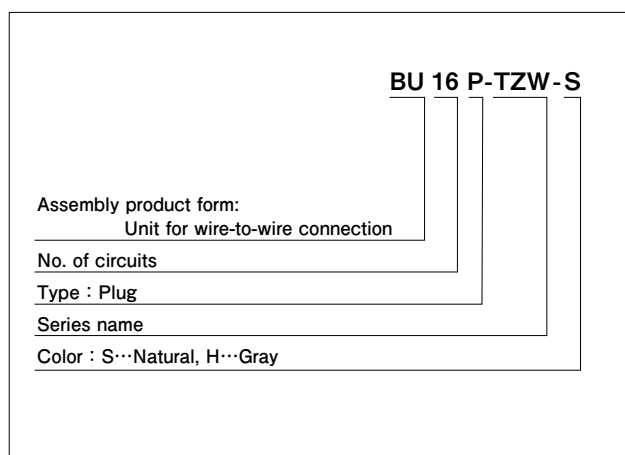 BU 16 P-TZW-S
Assembly product form:
Unit for wire-to-wire connection
No. of circuits
Type：Plug
Series name
Color：S…Natural, H…Gray